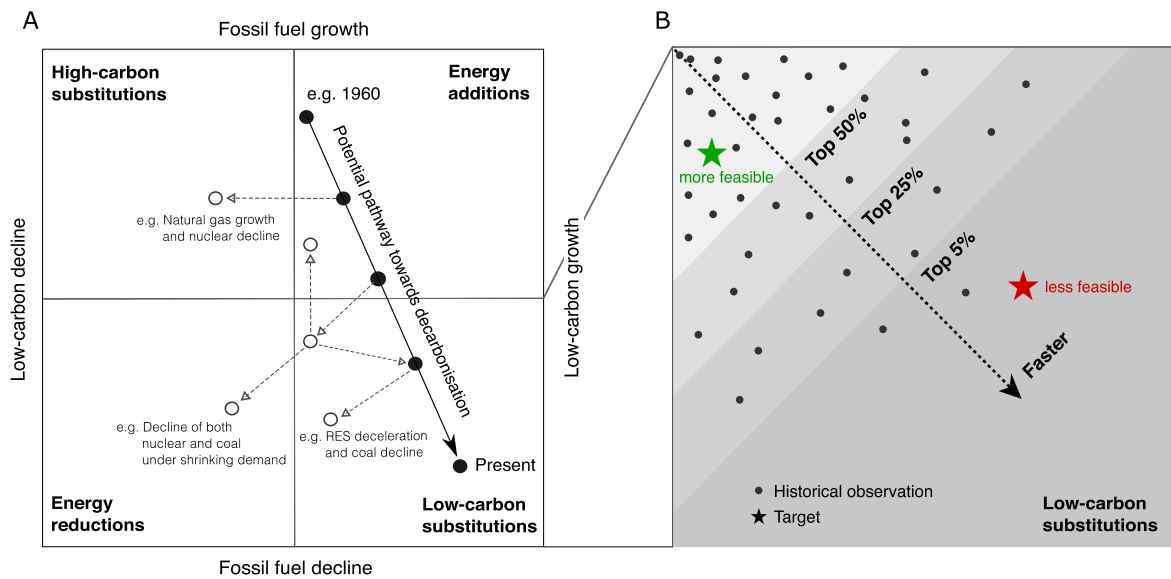 A
Fossil fuel growth
High-carbon
substitutions
Energy
additions
e.g. 1960
Potential pathway towards decarbonisation
e.g. Natural gas growth
and nuclear decline
Low-carbon decline
Low-carbon growth
e.g. Decline of both
nuclear and coal
under shrinking demand
e.g. RES deceleration
and coal decline
Present
Energy
reductions
Low-carbon
substitutions
Fossil fuel decline
B
Top 50%
more feasible
Top 25%
Top 5%
less feasible
Faster
Historical observation
Target
Low-carbon
substitutions